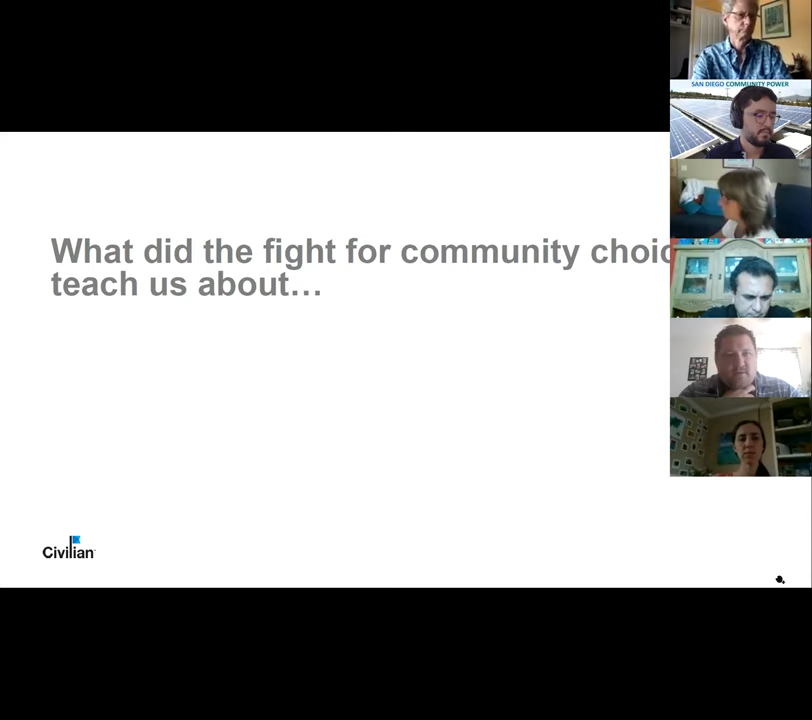 SAN DIEGO COMMUNITY POWER
What did the fight for community choic
teach us about…
Civilian